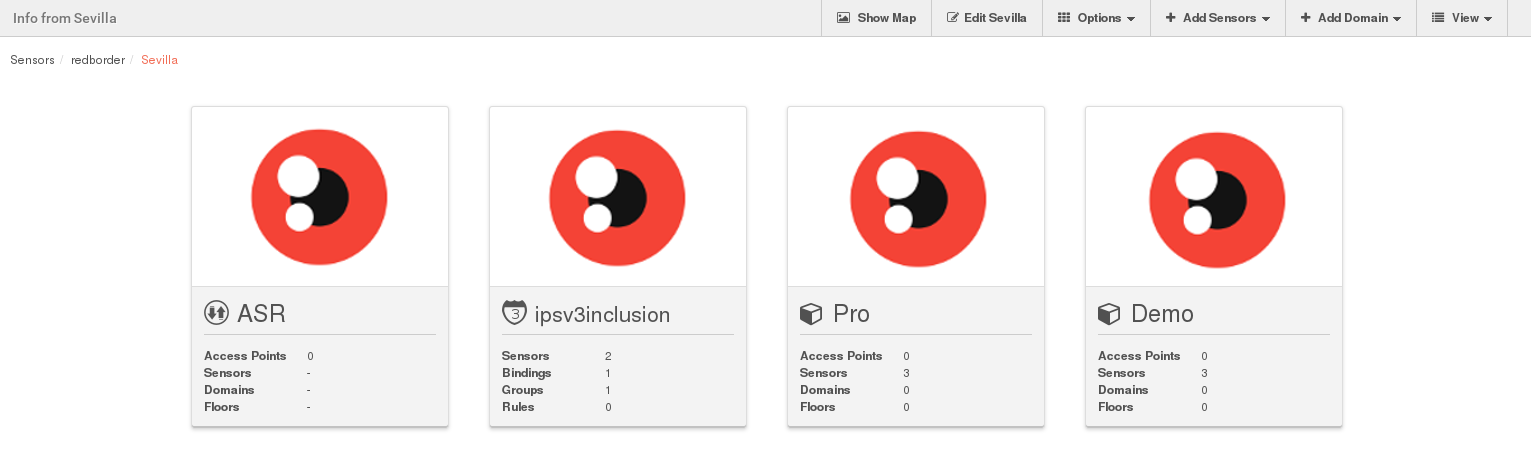 Info from Sevilla Show Map Edit Sevilla Options Add Sensors Add Domain View
Sensors / redborder / Sevilla
ASR 3 ipsv3inclusion Pro Demo
Access Points 0 Sensors 2 Access Points 0 Access Points 0
Sensors - Bindings 1 Sensors 3 Sensors 3
Domains - Groups 1 Domains 0 Domains 0
Floors - Rules 0 Floors 0 Floors 0